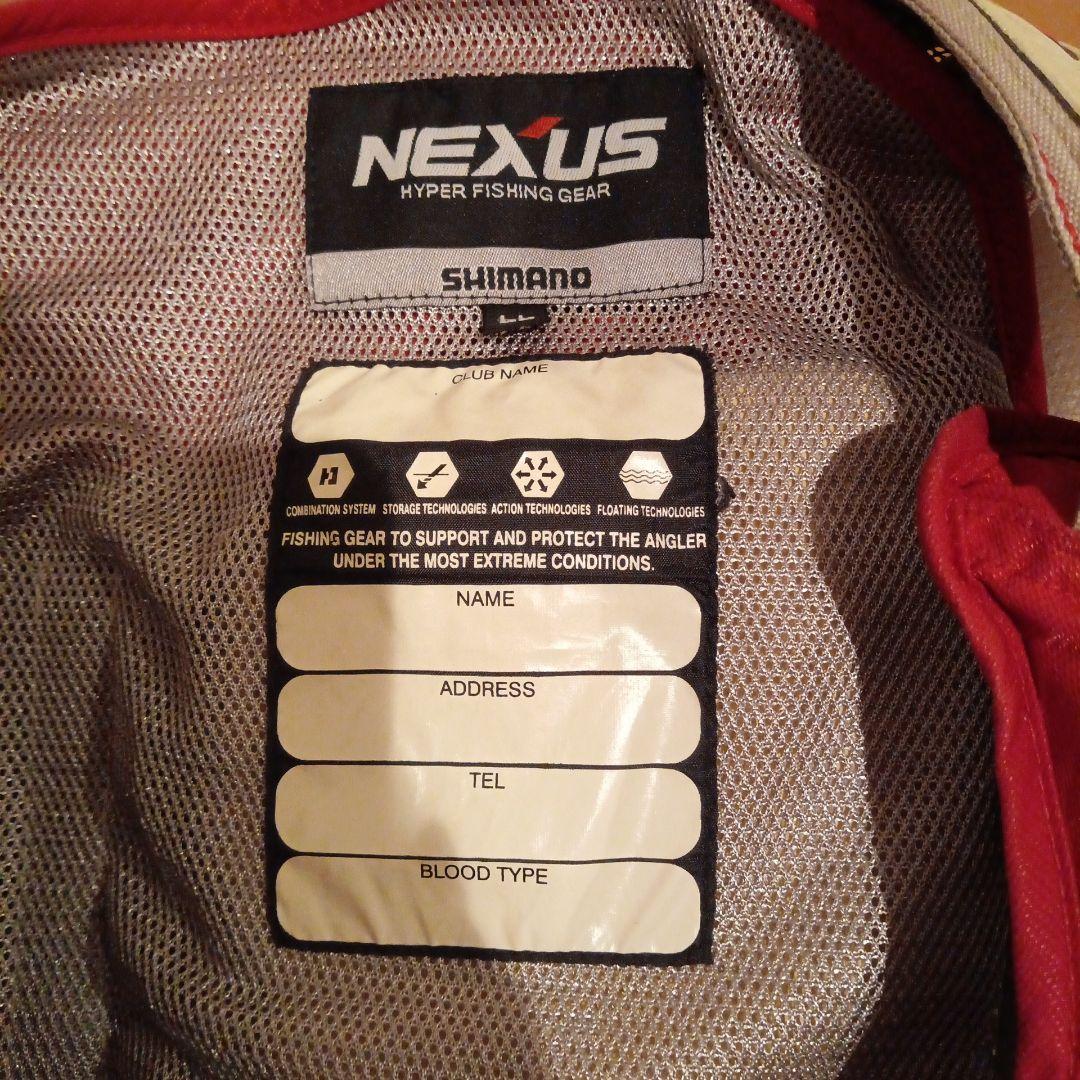 NEXUS
HYPER FISHING GEAR
SHIMANO
LL
CLUB NAME
COMBINATION SYSTEM STORAGE TECHNOLOGIES ACTION TECHNOLOGIES FLOATING TECHNOLOGIES
FISHING GEAR TO SUPPORT AND PROTECT THE ANGLER
UNDER THE MOST EXTREME CONDITIONS.
NAME
ADDRESS
TEL
BLOOD TYPE